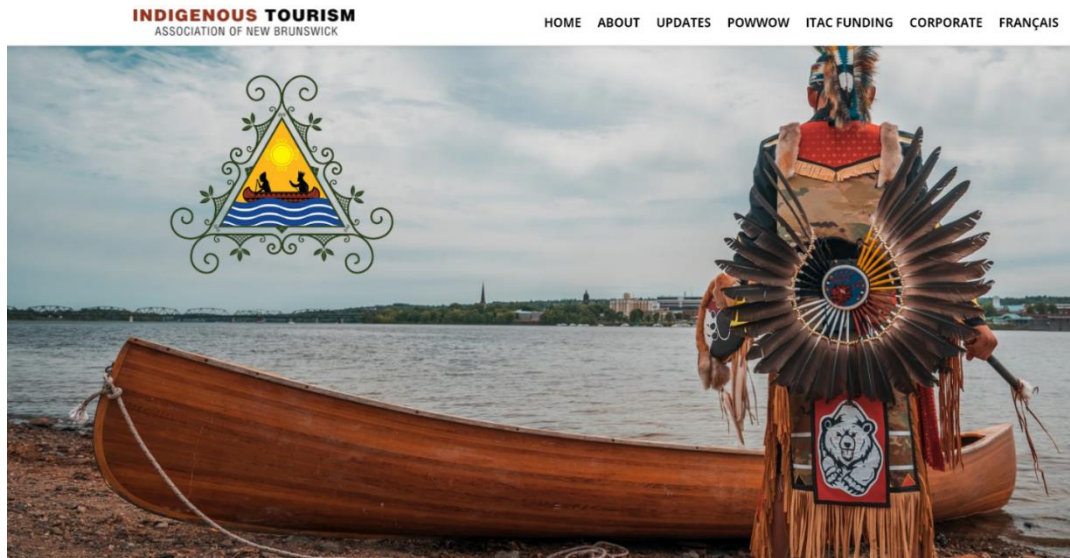 INDIGENOUS TOURISM
ASSOCIATION OF NEW BRUNSWICK
HOME ABOUT UPDATES POWWOW ITAC FUNDING CORPORATE FRANÇAIS